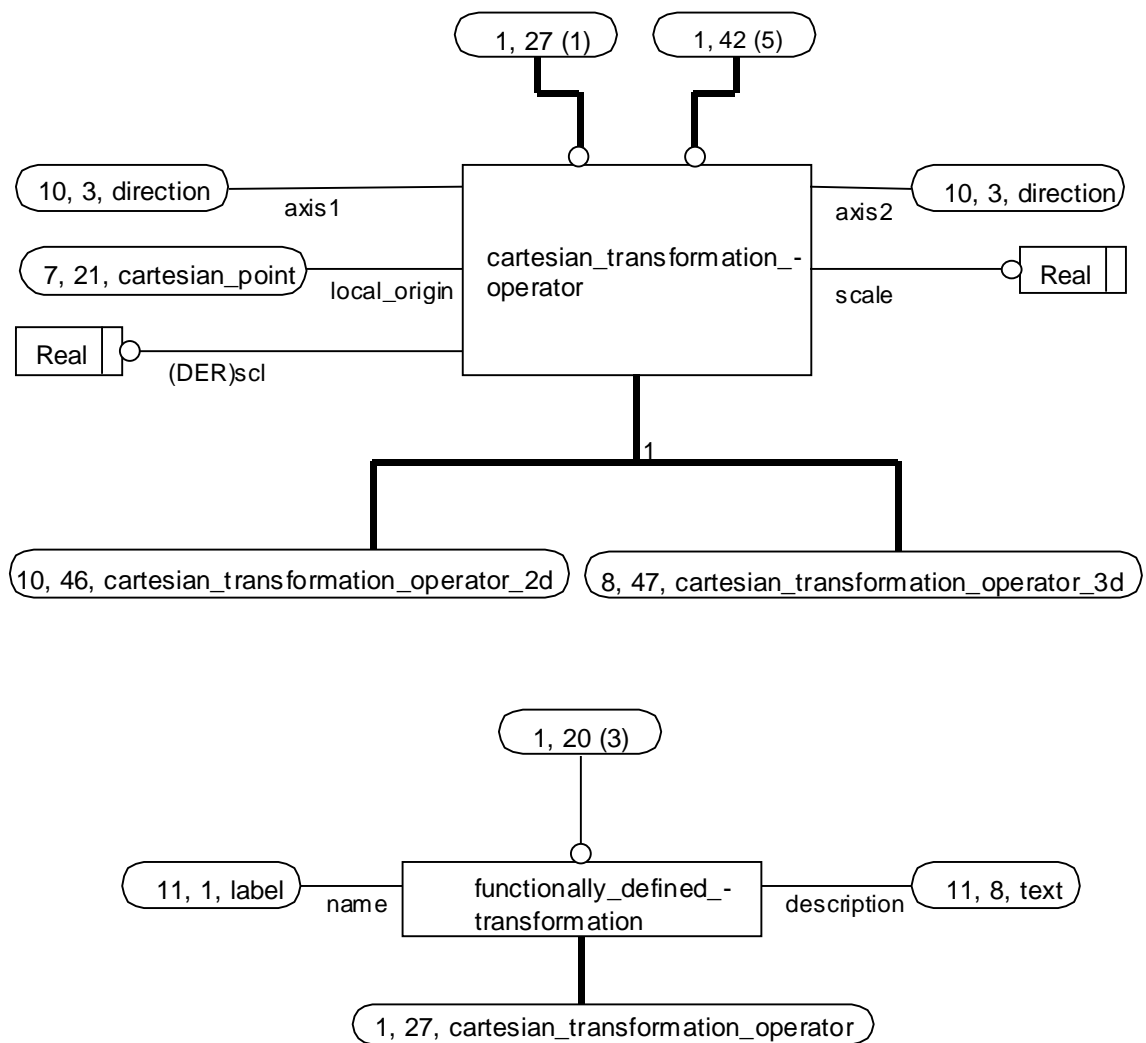 1, 27 (1)
1, 42 (5)
10, 3, direction
axis1
axis2
10, 3, direction
7, 21, cartesian_point
local_origin
cartesian_transformation_-
operator
scale
Real
Real
(DER)scl
1
10, 46, cartesian_transformation_operator_2d
8, 47, cartesian_transformation_operator_3d
1, 20 (3)
11, 1, label
name
functionally_defined_-
transformation
description
11, 8, text
1, 27, cartesian_transformation_operator